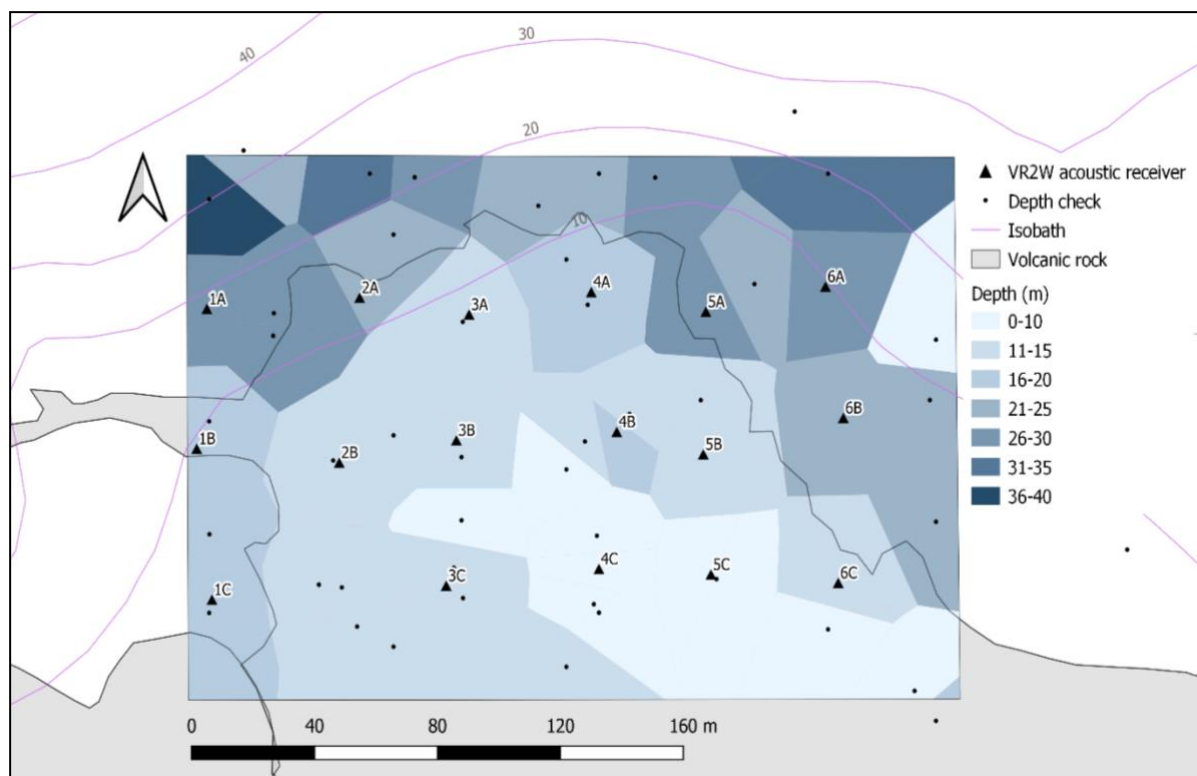 30
40
20
10
VR2W acoustic receiver
Depth check
Isobath
Volcanic rock
Depth (m)
0-10
11-15
16-20
21-25
26-30
31-35
36-40
1A
2A
3A
4A
5A
6A
1B
2B
3B
4B
5B
6B
1C
3C
4C
5C
6C
0 40 80 120 160 m